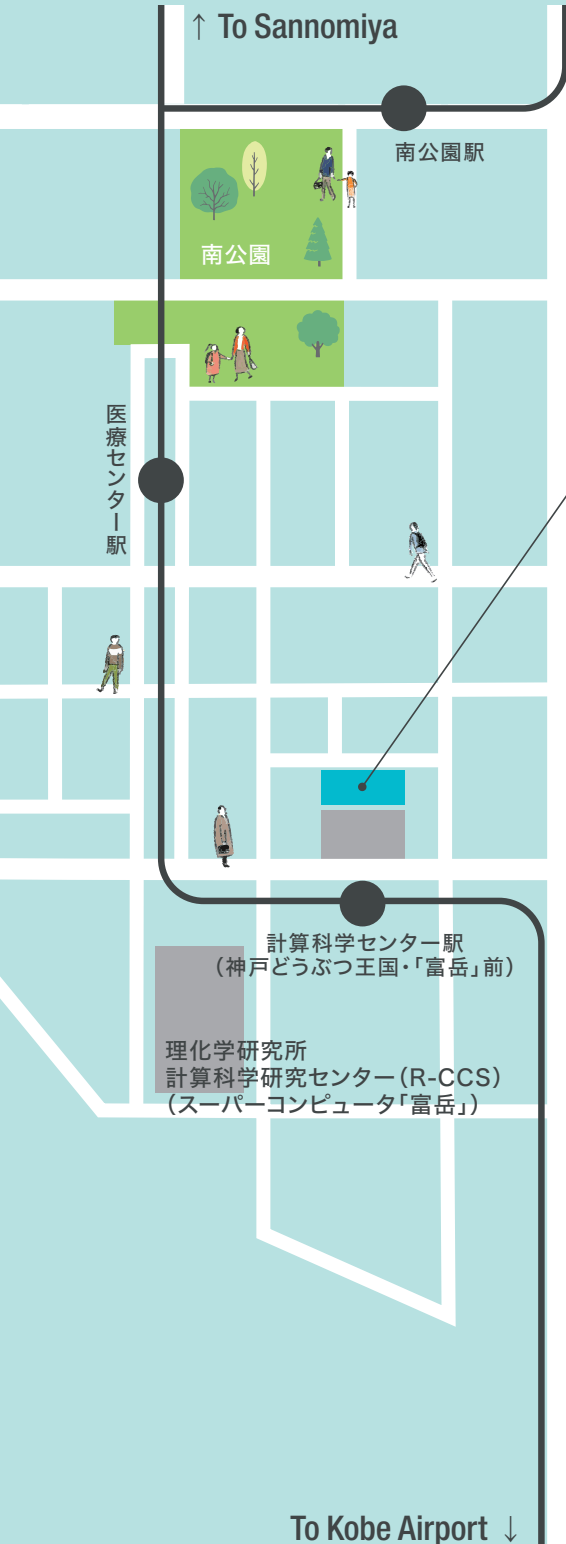 ↑ To Sannomiya
南公園駅
南公園
医療センター駅
計算科学センター駅
（神戸どうぶつ王国・「富岳」前）
理化学研究所
計算科学研究センター（R-CCS）
（スーパーコンピュータ「富岳」）
To Kobe Airport ↓